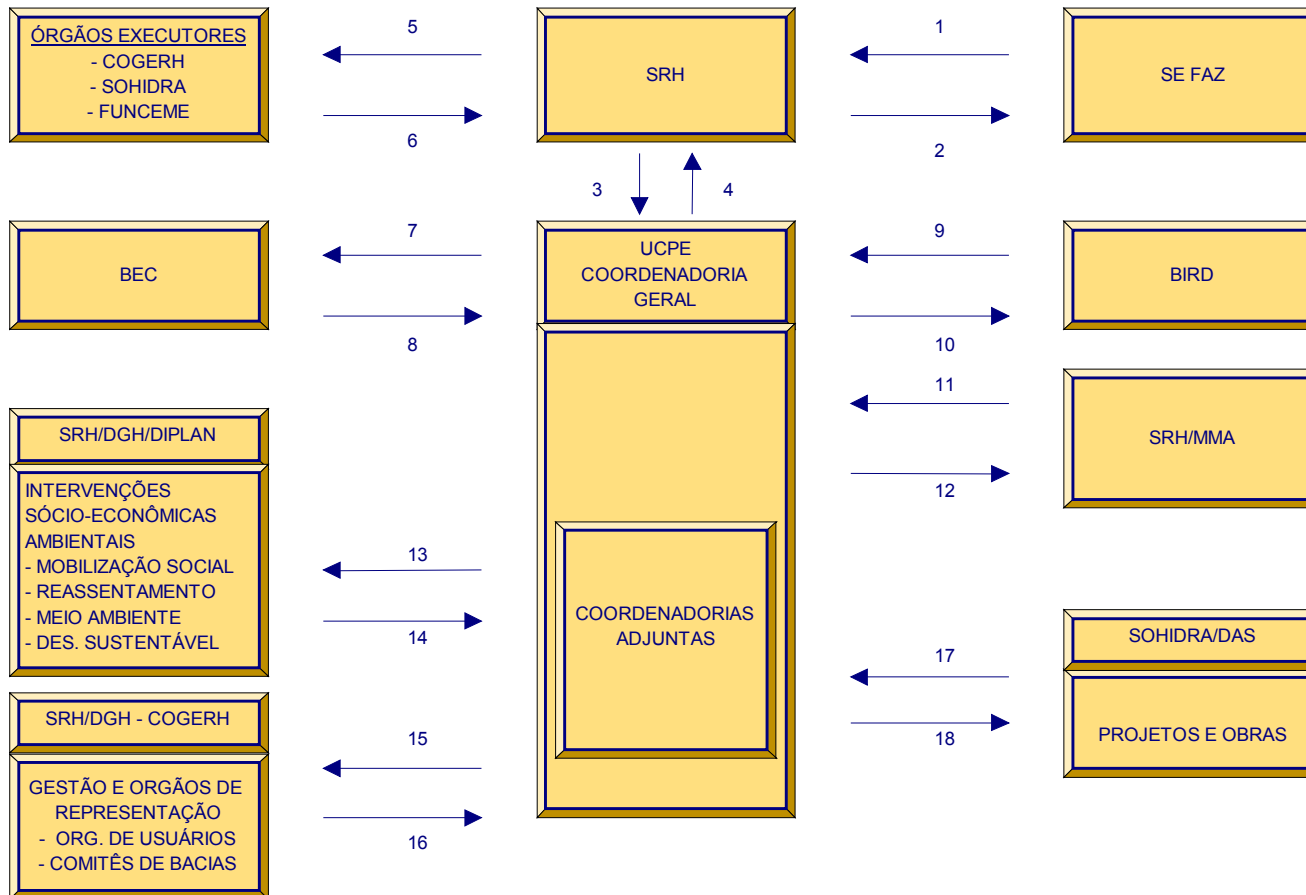 ÓRGÃOS EXECUTORES
- COGERH
- SOHIDRA
- FUNCEME
5
6
SRH
1
2
SE FAZ
3
4
BEC
7
8
UCPE
COORDENADORIA
GERAL
9
10
BIRD
11
12
SRH/MMA
SRH/DGH/DIPLAN
INTERVENÇÕES
SÓCIO-ECONÔMICAS
AMBIENTAIS
- MOBILIZAÇÃO SOCIAL
- REASSENTAMENTO
- MEIO AMBIENTE
- DES. SUSTENTÁVEL
13
14
COORDENADORIAS
ADJUNTAS
17
18
SOHIDRA/DAS
PROJETOS E OBRAS
SRH/DGH - COGERH
GESTÃO E ORGÃOS DE
REPRESENTAÇÃO
- ORG. DE USUÁRIOS
- COMITÊS DE BACIAS
15
16